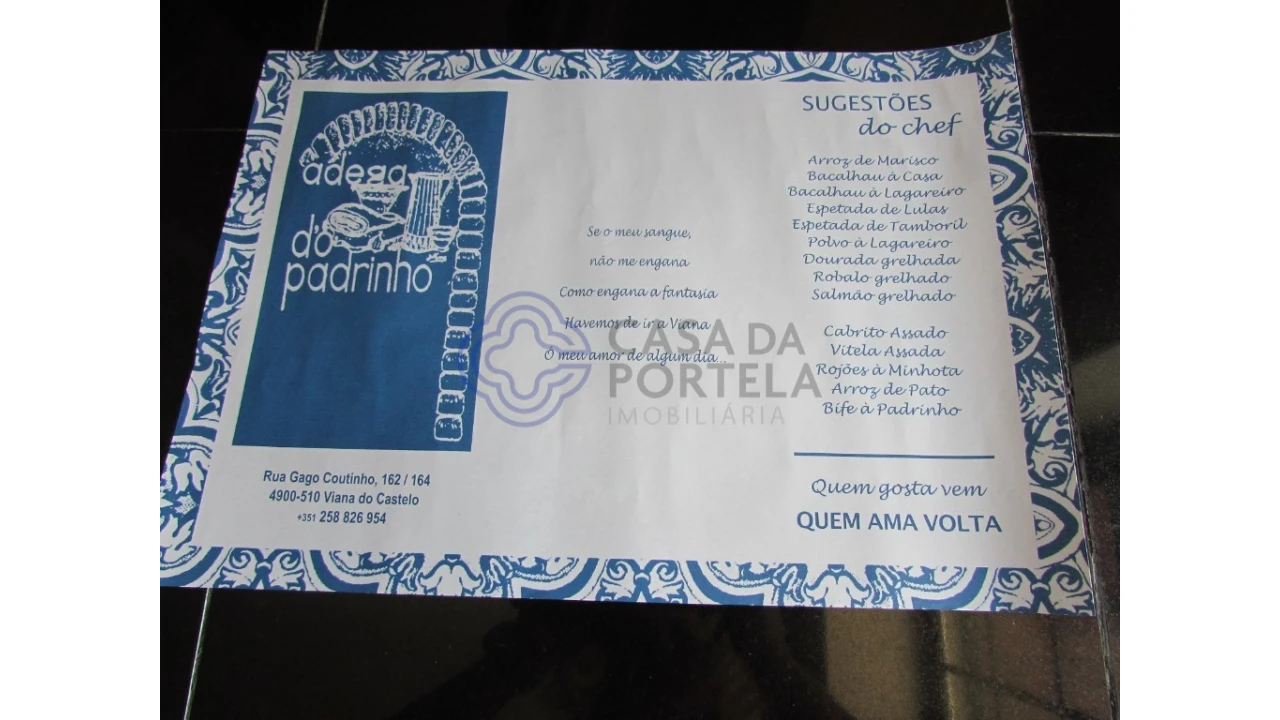 adega
d'o
padrinho
Rua Gago Coutinho, 162 / 164
4900-510 Viana do Castelo
+351 258 826 954
Se o meu sangue,
não me engana
Como engana a fantasia
Havemos de ir a Viana
O meu amor de algum dia...
CASA DA
PORTELA
IMOBILIÁRIA
SUGESTÕES
do chef
Arroz de Marisco
Bacalhau à Casa
Bacalhau à Lagareiro
Espetada de Lulas
Espetada de Tamboril
Polvo à Lagareiro
Dourada grelhada
Robalo grelhado
Salmão grelhado
Cabrito Assado
Vitela Assada
Rojões à Minhota
Arroz de Pato
Bife à Padrinho
Quem gosta vem
QUEM AMA VOLTA